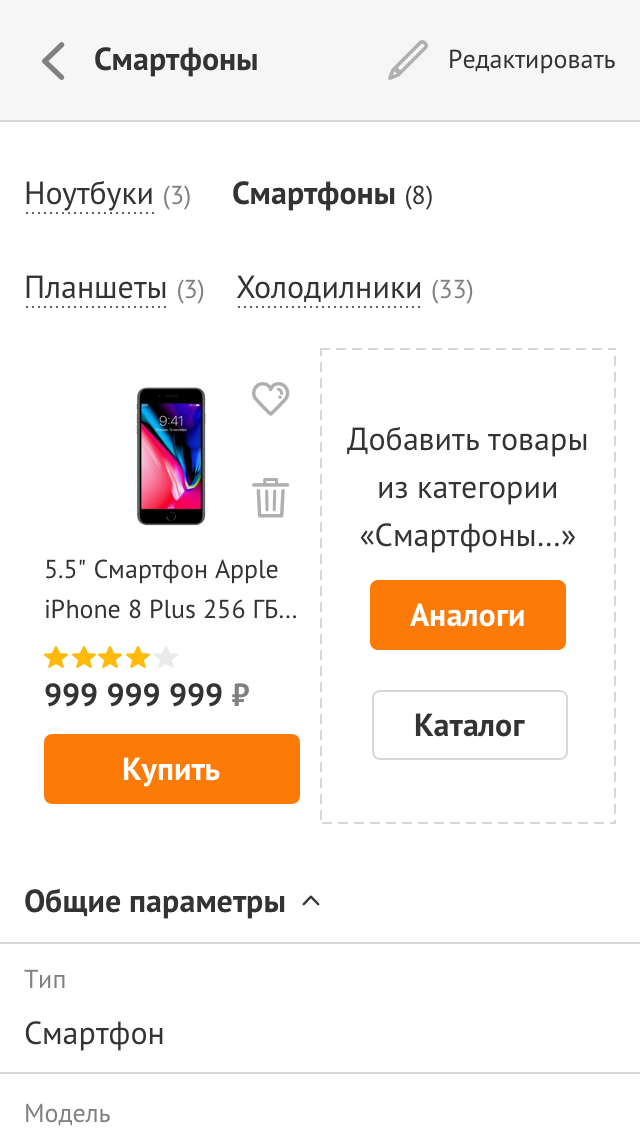 Смартфоны
Редактировать
Ноутбуки (3)
Смартфоны (8)
Планшеты (3)
Холодилники (33)
9:41
5.5" Смартфон Apple
iPhone 8 Plus 256 ГБ...
999 999 999 ₽
Купить
Добавить товары
из категории
«Смартфоны...»
Аналоги
Каталог
Общие параметры
Тип
Смартфон
Модель